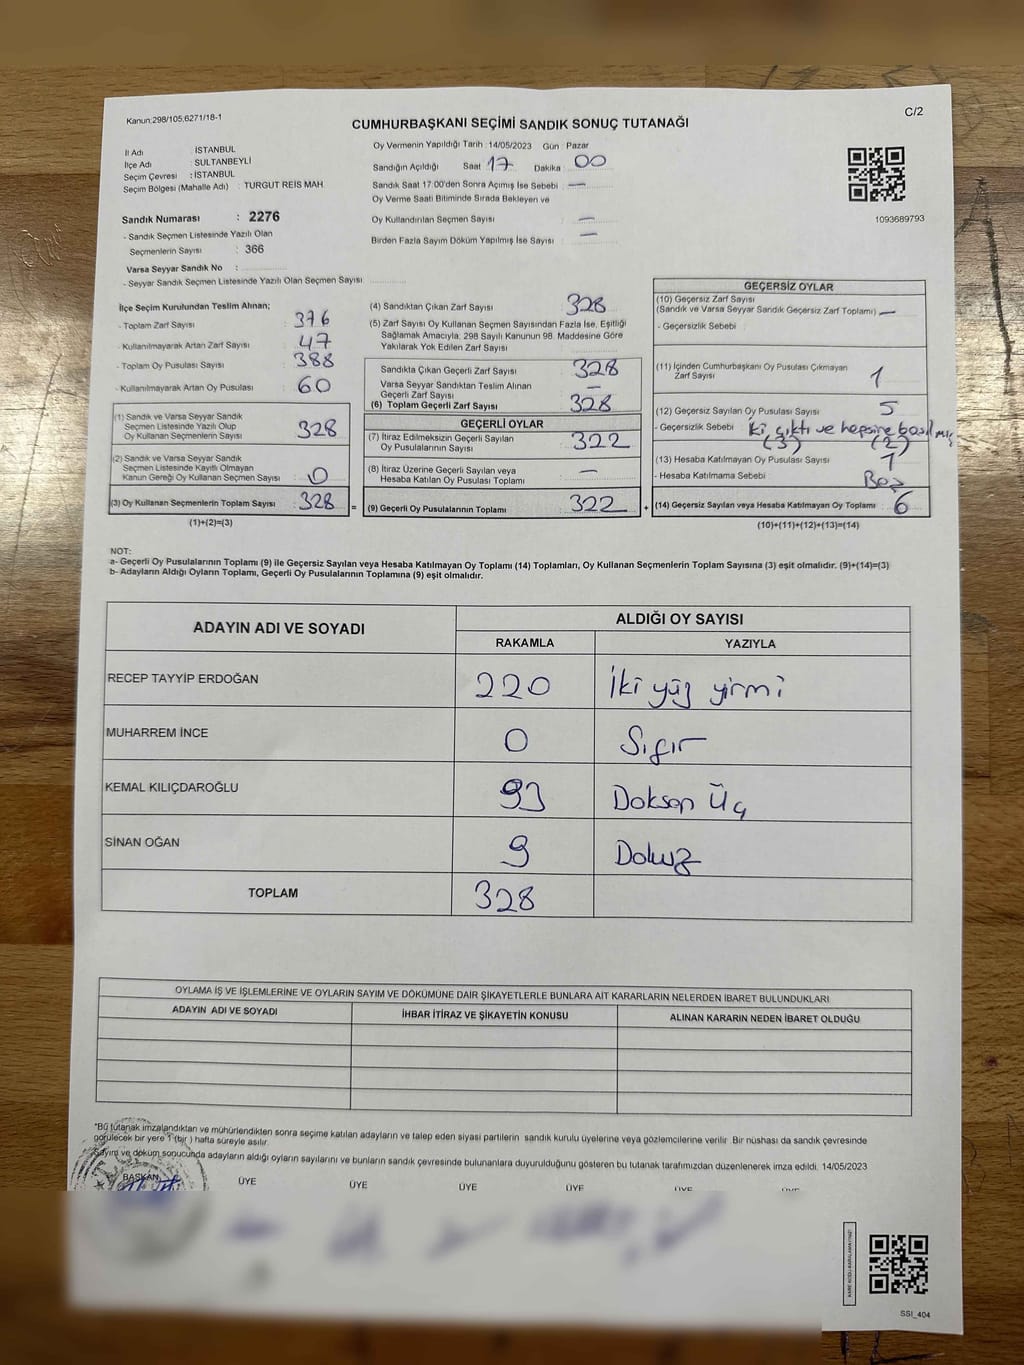 Kanun:298/105,6271/18-1
C/2
CUMHURBAŞKANI SEÇİMİ SANDIK SONUÇ TUTANAĞI
İl Adı : İSTANBUL
İlçe Adı : SULTANBEYLİ
Seçim Çevresi : İSTANBUL
Seçim Bölgesi (Mahalle Adı) : TURGUT REİS MAH.
Sandık Numarası : 2276
- Sandık Seçmen Listesinde Yazılı Olan
Seçmenlerin Sayısı : 366
Varsa Seyyar Sandık No :
- Seyyar Sandık Seçmen Listesinde Yazılı Olan Seçmen Sayısı
Oy Vermenin Yapıldığı Tarih : 14/05/2023 Gün : Pazar
Sandığın Açıldığı Saat 17 Dakika 00
Sandık Saat 17:00'den Sonra Açımış İse Sebebi : —
Oy Verme Saati Bitiminde Sırada Bekleyen ve
Oy Kullandırılan Seçmen Sayısı : —
Birden Fazla Sayım Döküm Yapılmış İse Sayısı : —
1093689793
İlçe Seçim Kurulundan Teslim Alınan;
- Toplam Zarf Sayısı : 376
- Kullanılmayarak Artan Zarf Sayısı : 47
- Toplam Oy Pusulası Sayısı : 388
- Kullanılmayarak Artan Oy Pusulası : 60
(1) Sandık ve Varsa Seyyar Sandık
Seçmen Listesinde Yazılı Olup
Oy Kullanan Seçmenlerin Sayısı : 328
(2) Sandık ve Varsa Seyyar Sandık
Seçmen Listesinde Kayıtlı Olmayan
Kanun Gereği Oy Kullanan Seçmen Sayısı : 0
(3) Oy Kullanan Seçmenlerin Toplam Sayısı : 328
(1)+(2)=(3)
(4) Sandıktan Çıkan Zarf Sayısı : 328
(5) Zarf Sayısı Oy Kullanan Seçmen Sayısından Fazla İse, Eşitliği
Sağlamak Amacıyla; 298 Sayılı Kanunun 98. Maddesine Göre
Yakılarak Yok Edilen Zarf Sayısı :
Sandıkta Çıkan Geçerli Zarf Sayısı : 328
Varsa Seyyar Sandıktan Teslim Alınan
Geçerli Zarf Sayısı : —
(6) Toplam Geçerli Zarf Sayısı : 328
GEÇERLİ OYLAR
(7) İtiraz Edilmeksizin Geçerli Sayılan
Oy Pusulasının Sayısı : 322
(8) İtiraz Üzerine Geçerli Sayılan veya
Hesaba Katılan Oy Pusulası Toplamı : —
= (9) Geçerli Oy Pusulalarının Toplamı : 322
GEÇERSİZ OYLAR
(10) Geçersiz Zarf Sayısı
(Sandık ve Varsa Seyyar Sandık Geçersiz Zarf Toplamı) : —
- Geçersizlik Sebebi :
(11) İçinden Cumhurbaşkanı Oy Pusulası Çıkmayan
Zarf Sayısı : 1
(12) Geçersiz Sayılan Oy Pusulası Sayısı : 5
- Geçersizlik Sebebi : İki çıktı ve hepsine basılmış
(3) (2)
(13) Hesaba Katılmayan Oy Pusulası Sayısı : 1
- Hesaba Katılmama Sebebi : Boş
+ (14) Geçersiz Sayılan veya Hesaba Katılmayan Oy Toplamı : 6
(10)+(11)+(12)+(13)=(14)
NOT:
a- Geçerli Oy Pusulalarının Toplamı (9) ile Geçersiz Sayılan veya Hesaba Katılmayan Oy Toplamı (14) Toplamları, Oy Kullanan Seçmenlerin Toplam Sayısına (3) eşit olmalıdır. (9)+(14)=(3)
b- Adayların Aldığı Oyların Toplamı, Geçerli Oy Pusulalarının Toplamına (9) eşit olmalıdır.
ADAYIN ADI VE SOYADI
ALDIĞI OY SAYISI
RAKAMLA YAZIYLA
RECEP TAYYİP ERDOĞAN 220 İki yüz yirmi
MUHARREM İNCE 0 Sıfır
KEMAL KILIÇDAROĞLU 93 Doksan Üç
SİNAN OĞAN 9 Dokuz
TOPLAM 328
OYLAMA İŞ VE İŞLEMLERİNE VE OYLARIN SAYIM VE DÖKÜMÜNE DAİR ŞİKAYETLERLE BUNLARA AİT KARARLARIN NELERDEN İBARET BULUNDUKLARI
ADAYIN ADI VE SOYADI İHBAR İTİRAZ VE ŞİKAYETİN KONUSU ALINAN KARARIN NEDEN İBARET OLDUĞU
"Bu tutanak imzalandıktan ve mühürlendikten sonra seçime katılan adayların ve talep eden siyasi partilerin sandık kurulu üyelerine veya gözlemcilerine verilir. Bir nüshası da sandık çevresinde
görülecek bir yere 1 (bir) hafta süreyle asılır.
Sayım ve döküm sonucunda adayların aldığı oyların sayılarını ve bunların sandık çevresinde bulunanlara duyurulduğunu gösteren bu tutanak tarafımızdan düzenlenerek imza edildi. 14/05/2023
BAŞKAN ÜYE ÜYE ÜYE ÜYE ÜYE ÜYE
SSI_404